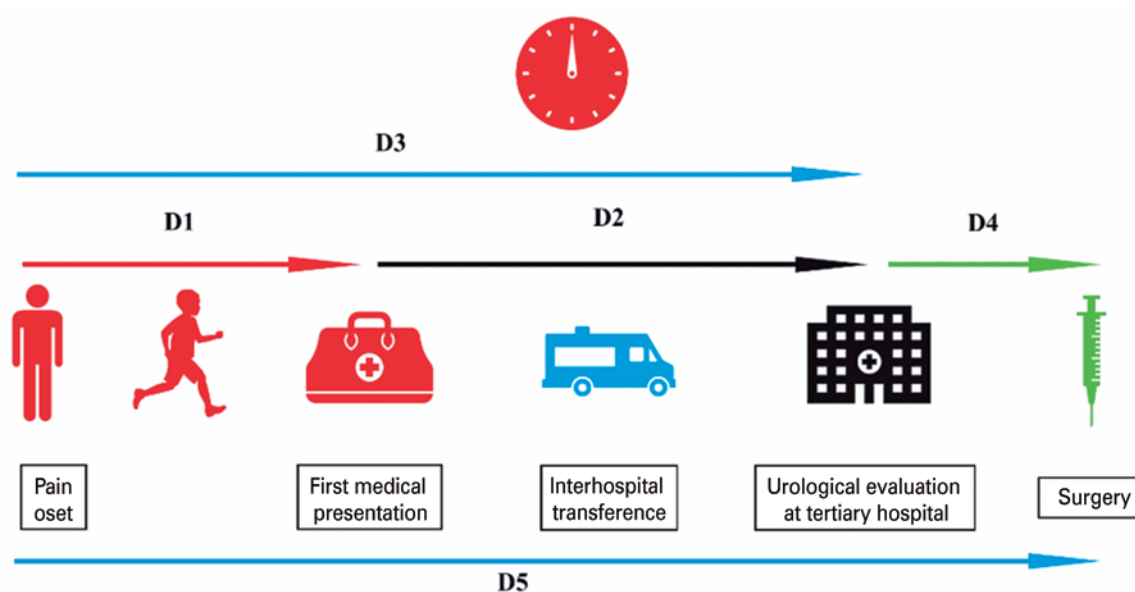 D3
D1
D2
D4
Pain
oset
First medical
presentation
Interhospital
transference
Urological evaluation
at tertiary hospital
Surgery
D5